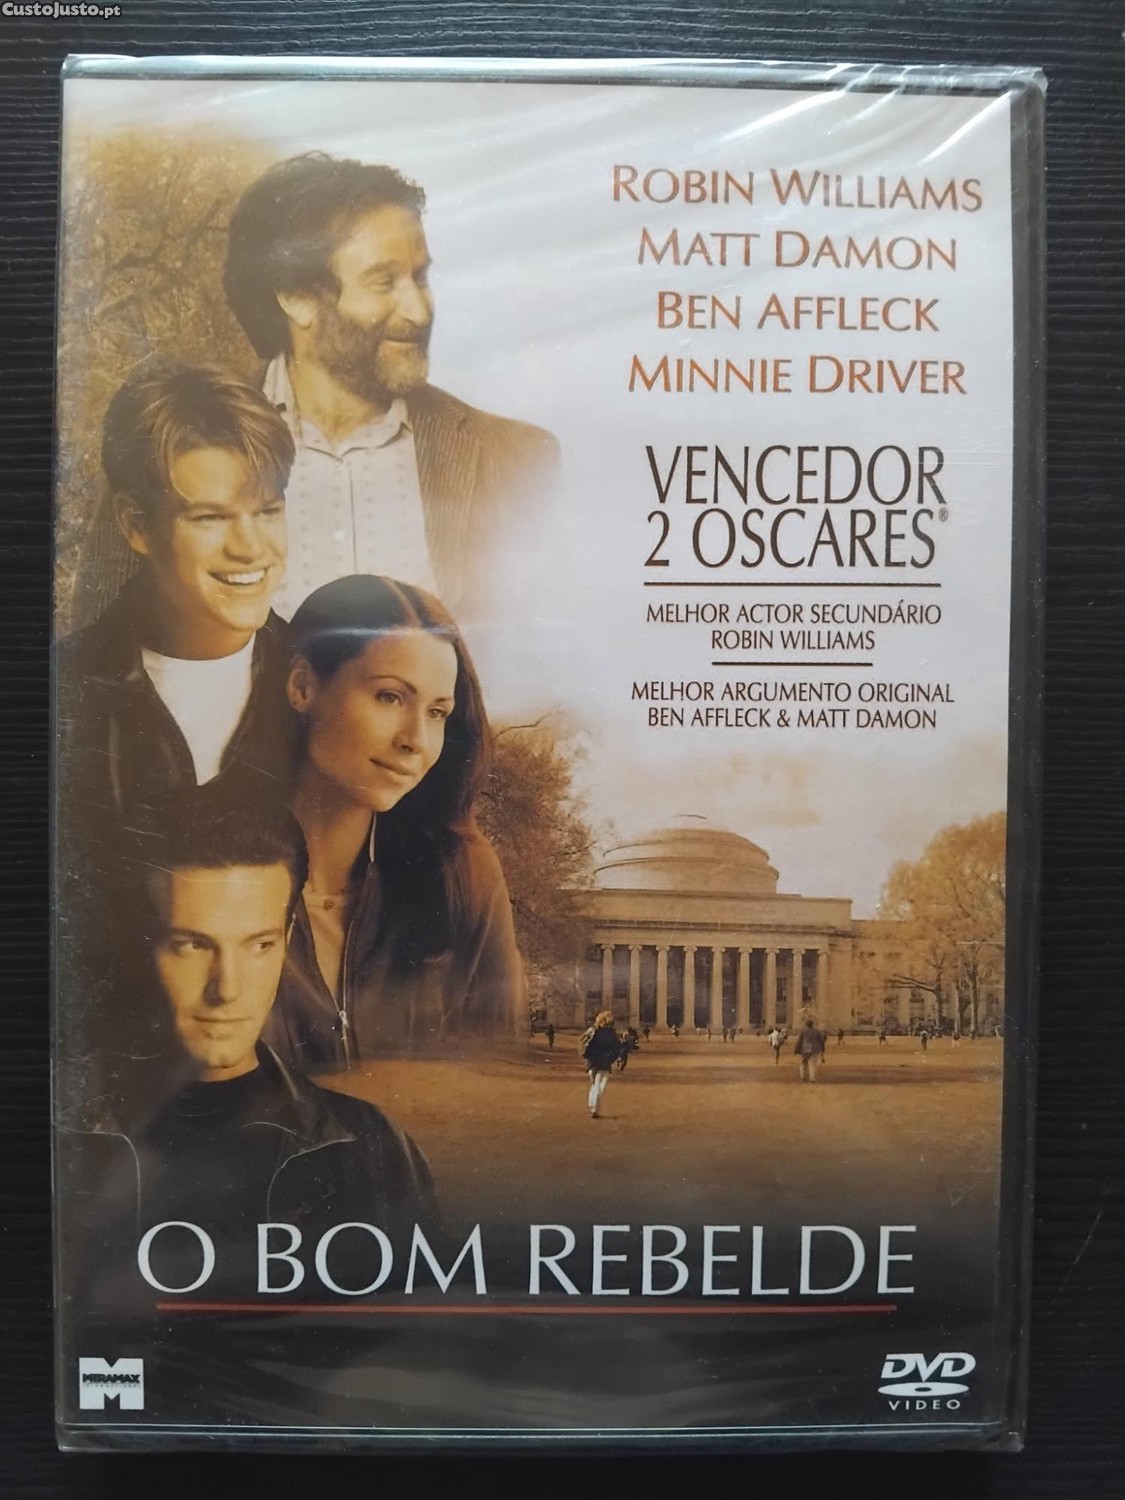 CustoJusto.pt
ROBIN WILLIAMS
MATT DAMON
BEN AFFLECK
MINNIE DRIVER
VENCEDOR
2 OSCARES®
MELHOR ACTOR SECUNDÁRIO
ROBIN WILLIAMS
MELHOR ARGUMENTO ORIGINAL
BEN AFFLECK & MATT DAMON
O BOM REBELDE
MIRAMAX
DVD
VIDEO